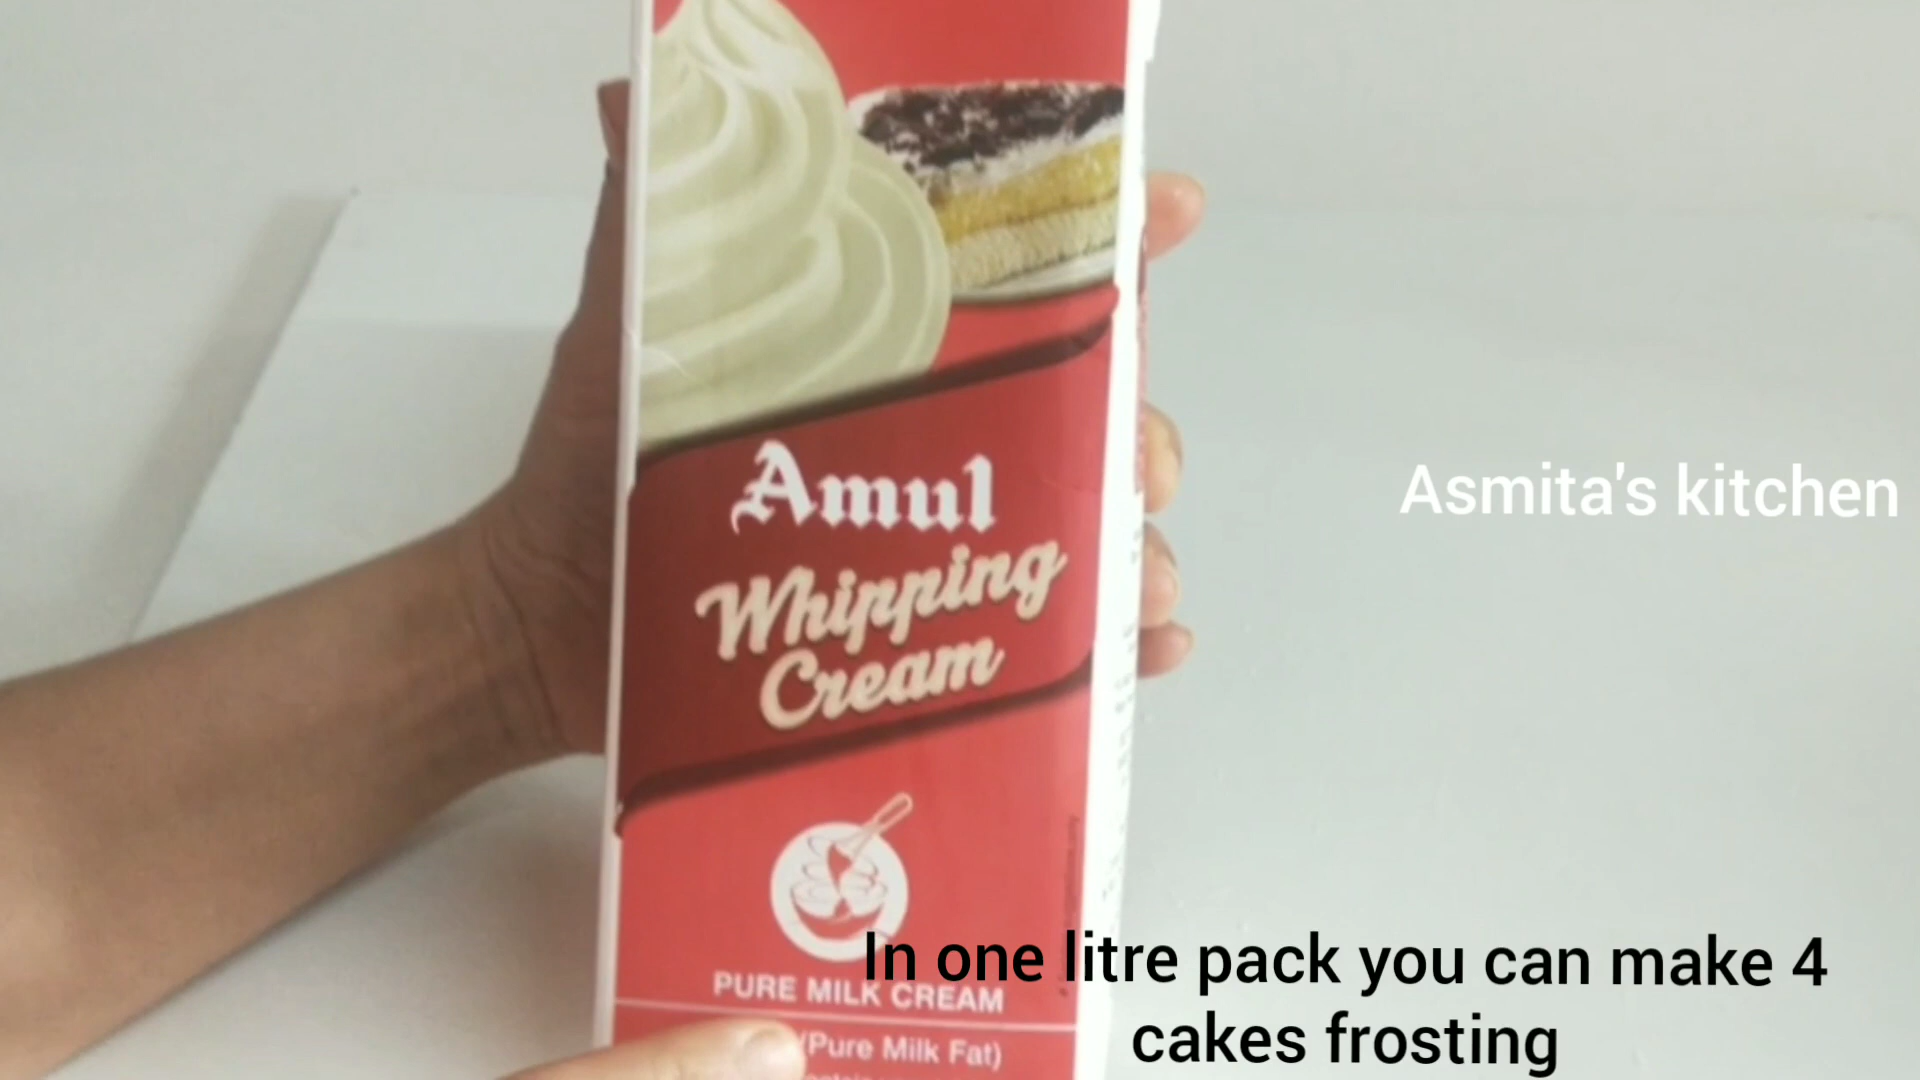 Amul
Whipping
Cream
Asmita's kitchen
PURE MILK CREAM
(Pure Milk Fat)
In one litre pack you can make 4
cakes frosting